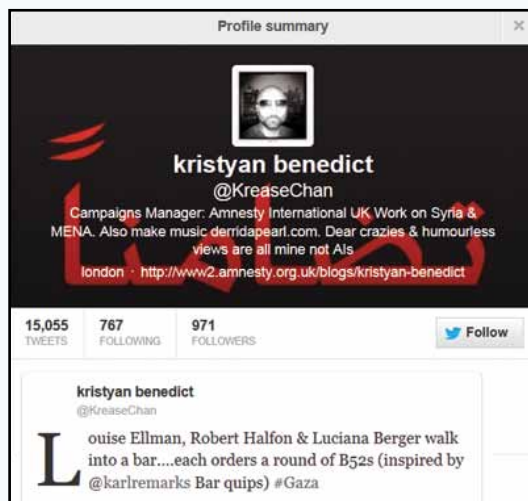 Profile summary
×
تضامناً
kristyan benedict
@KreaseChan
Campaigns Manager: Amnesty International UK Work on Syria &
MENA. Also make music derridapearl.com. Dear crazies & humourless
views are all mine not AIs
london · http://www2.amnesty.org.uk/blogs/kristyan-benedict
15,055 767 971
TWEETS FOLLOWING FOLLOWERS
Follow
kristyan benedict
@KreaseChan
Louise Ellman, Robert Halfon & Luciana Berger walk
into a bar....each orders a round of B52s (inspired by
@karlremarks Bar quips) #Gaza